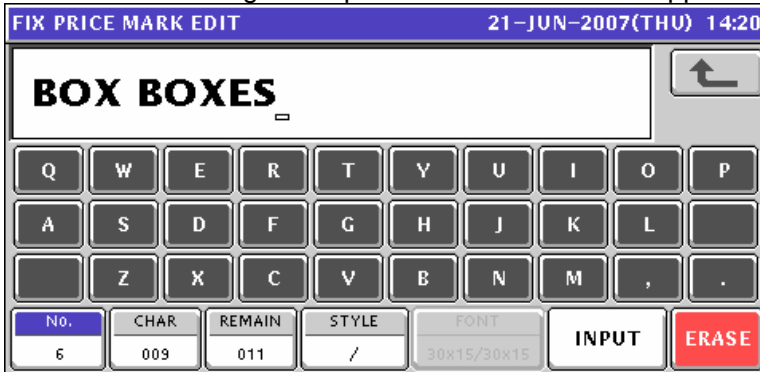 FIX PRICE MARK EDIT 21-JUN-2007(THU) 14:20
BOX BOXES
Q W E R T Y U I O P
A S D F G H J K L
Z X C V B N M , .
No. CHAR REMAIN STYLE FONT INPUT ERASE
6 009 011 / 30x15/30x15